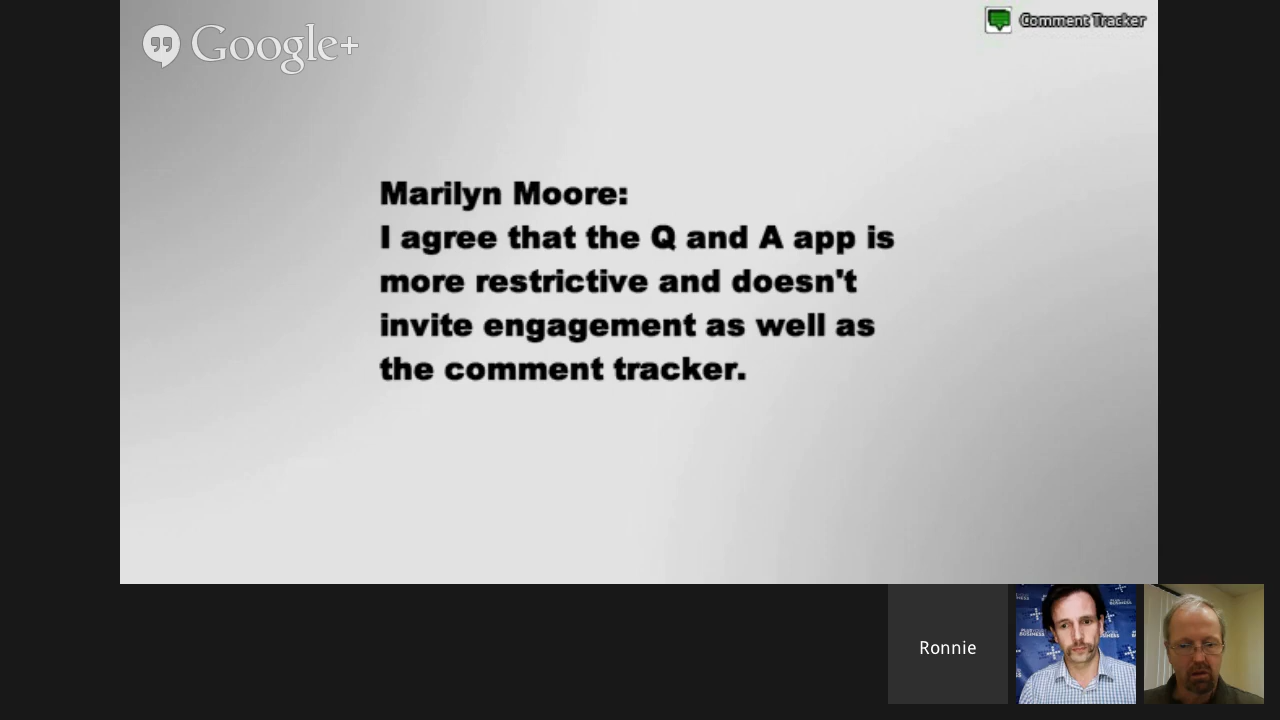 Google+
Comment Tracker
Marilyn Moore:
I agree that the Q and A app is
more restrictive and doesn't
invite engagement as well as
the comment tracker.
Ronnie